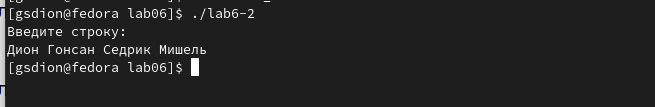 [gsdion@fedora lab06]$ ./lab6-2
Введите строку:
Дион Гонсан Седрик Мишель
[gsdion@fedora lab06]$